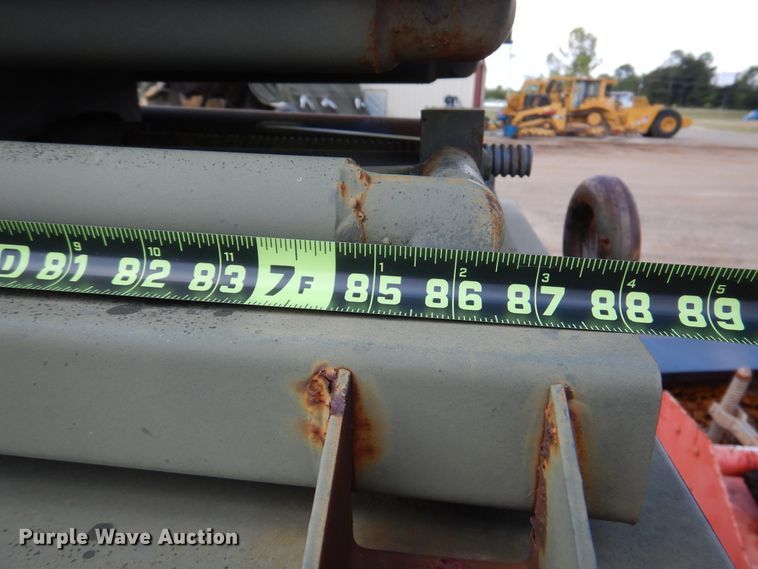 9 10 11 1 2 3 4 5
81 82 83 7F 85 86 87 88 89
Purple Wave Auction